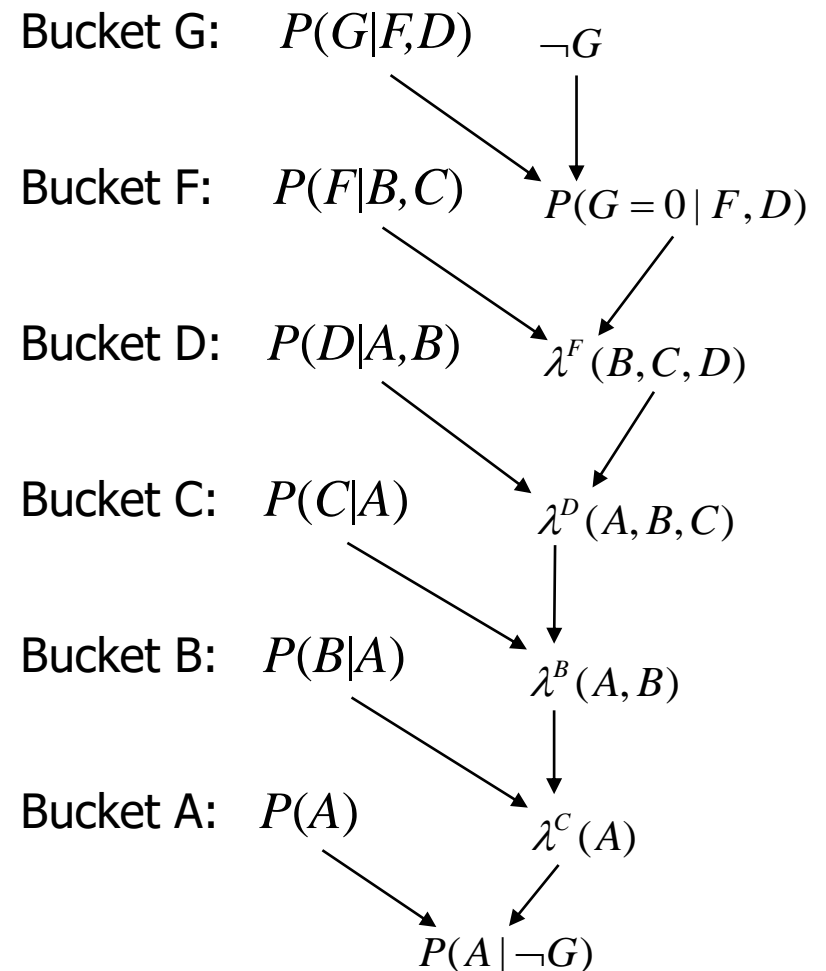 Bucket G: P(G|F,D) ¬G
Bucket F: P(F|B,C) P(G = 0 | F, D)
Bucket D: P(D|A,B) λ^F (B, C, D)
Bucket C: P(C|A) λ^D (A, B, C)
Bucket B: P(B|A) λ^B (A, B)
Bucket A: P(A) λ^C (A)
P(A | ¬G)